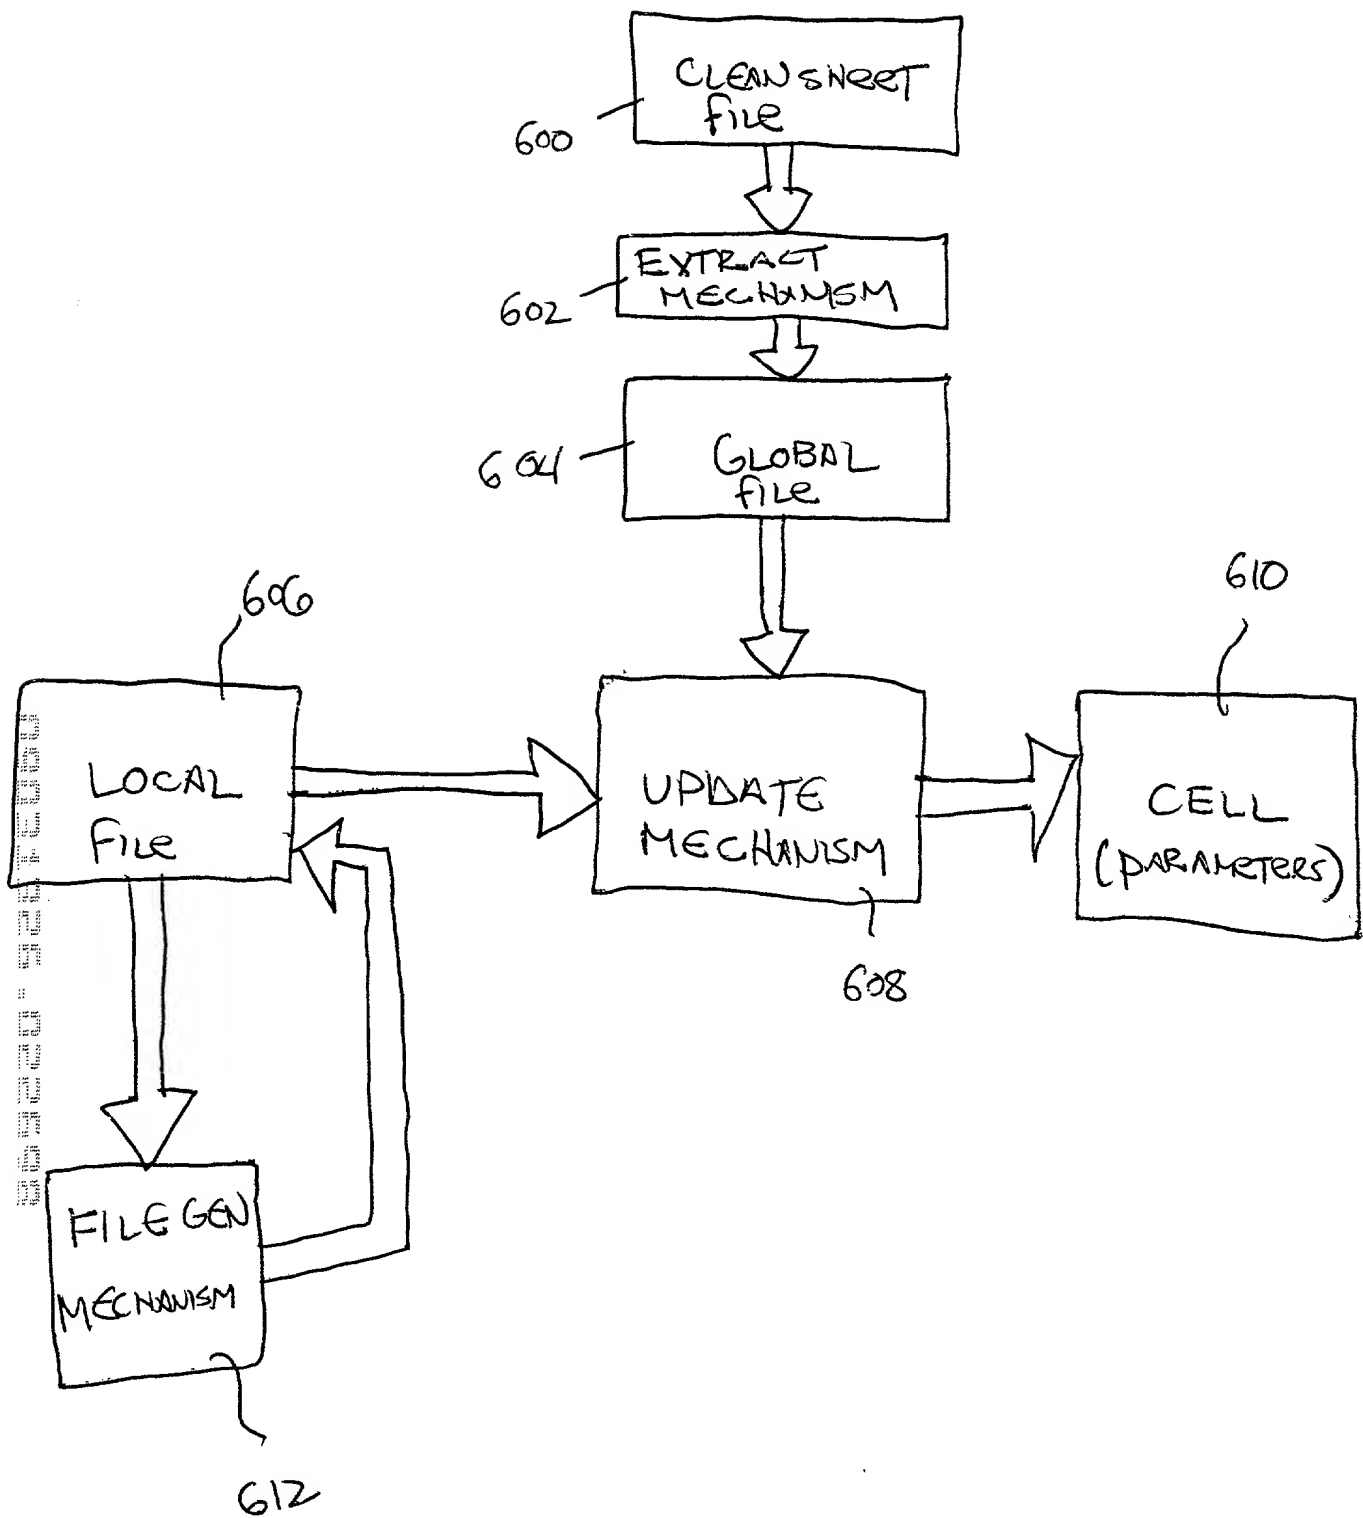 CLEAN SHEET
file
600
EXTRACT
MECHANISM
602
GLOBAL
file
604
606
610
LOCAL
file
UPDATE
MECHANISM
CELL
(PARAMETERS)
608
FILE GEN
MECHANISM
612